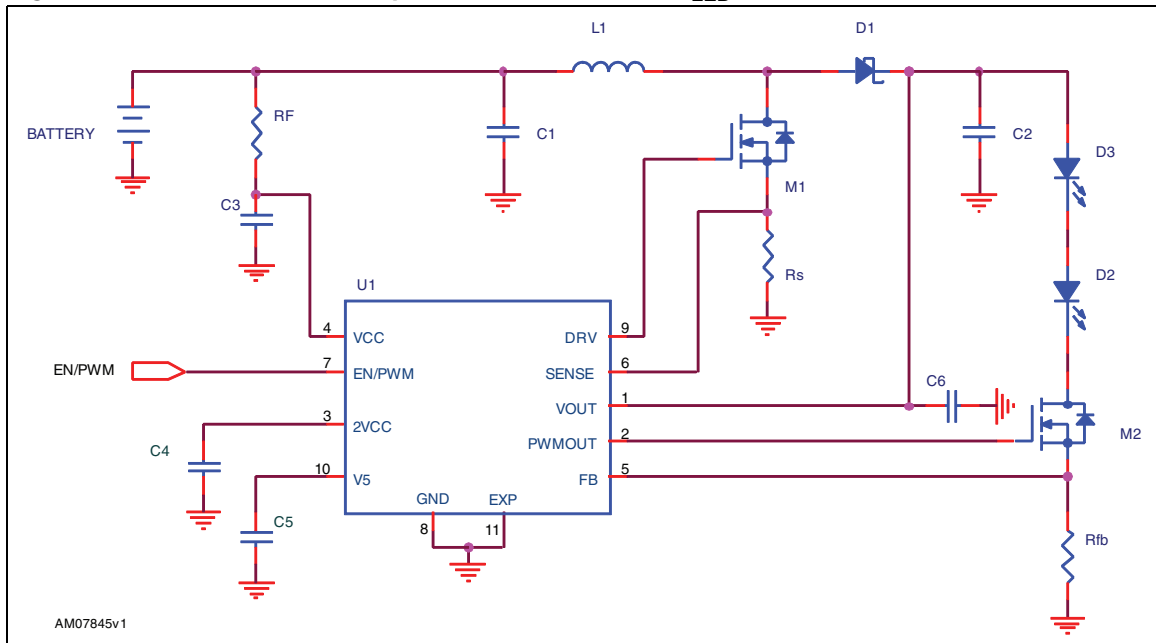 L1
D1
RF
BATTERY
C1
C2
D3
M1
C3
Rs
D2
U1
4
VCC
DRV
9
EN/PWM
7
EN/PWM
SENSE
6
C6
VOUT
1
3
2VCC
PWMOUT
2
M2
C4
10
V5
FB
5
GND
EXP
C5
8
11
Rfb
AM07845v1